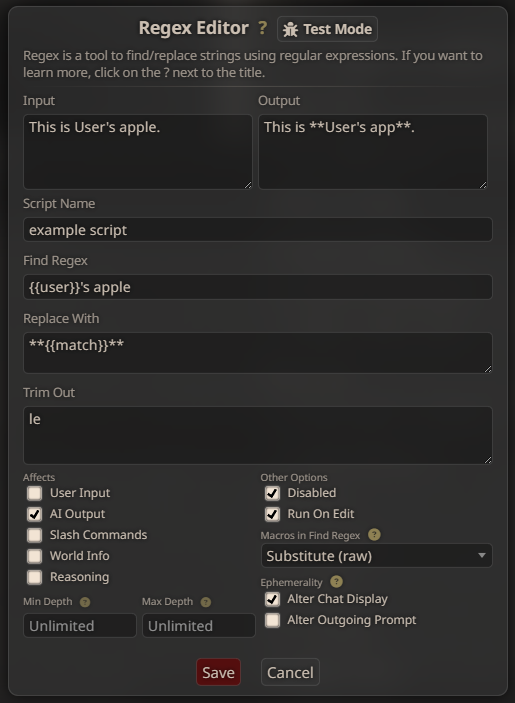 Regex Editor ? Test Mode
Regex is a tool to find/replace strings using regular expressions. If you want to
learn more, click on the ? next to the title.
Input
Output
This is User's apple.
This is **User's app**.
Script Name
example script
Find Regex
{{user}}'s apple
Replace With
**{{match}}**
Trim Out
le
Affects
User Input
AI Output
Slash Commands
World Info
Reasoning
Min Depth ?
Max Depth ?
Unlimited
Unlimited
Other Options
Disabled
Run On Edit
Macros in Find Regex ?
Substitute (raw)
Ephemerality ?
Alter Chat Display
Alter Outgoing Prompt
Save
Cancel